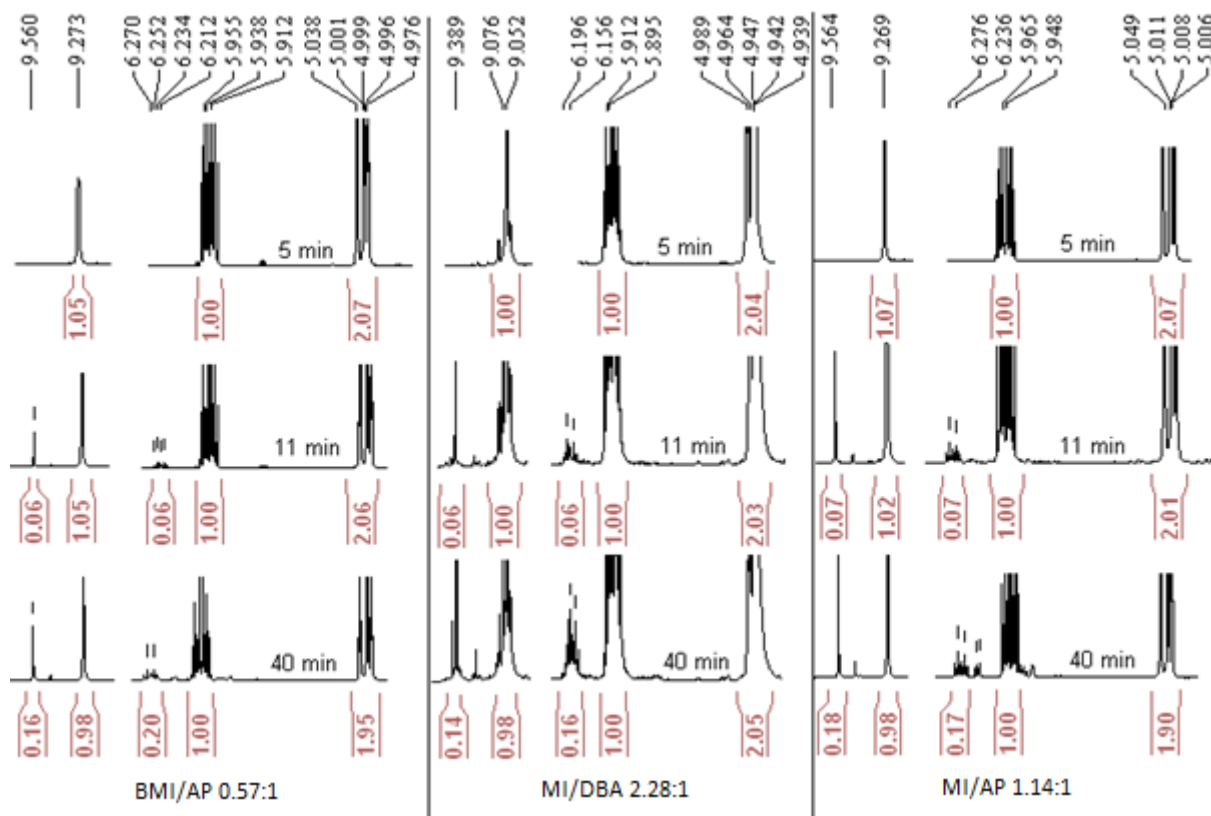 9.560 9.273 6.270 6.252 6.234 6.212 5.955 5.938 5.912 5.038 5.001 4.999 4.996 4.976 9.389 9.076 9.052 6.196 6.156 5.912 5.895 4.989 4.964 4.947 4.942 4.939 9.564 9.269 6.276 6.236 5.965 5.948 5.049 5.011 5.008 5.006
5 min 5 min 5 min
1.05 1.00 2.07 1.00 1.00 2.04 1.07 1.00 2.07
11 min 11 min 11 min
0.06 1.05 0.06 1.00 2.06 0.06 1.00 0.06 1.00 2.03 0.07 1.02 0.07 1.00 2.01
40 min 40 min 40 min
0.16 0.98 0.20 1.00 1.95 0.14 0.98 0.16 1.00 2.05 0.18 0.98 0.17 1.00 1.90
BMI/AP 0.57:1 MI/DBA 2.28:1 MI/AP 1.14:1